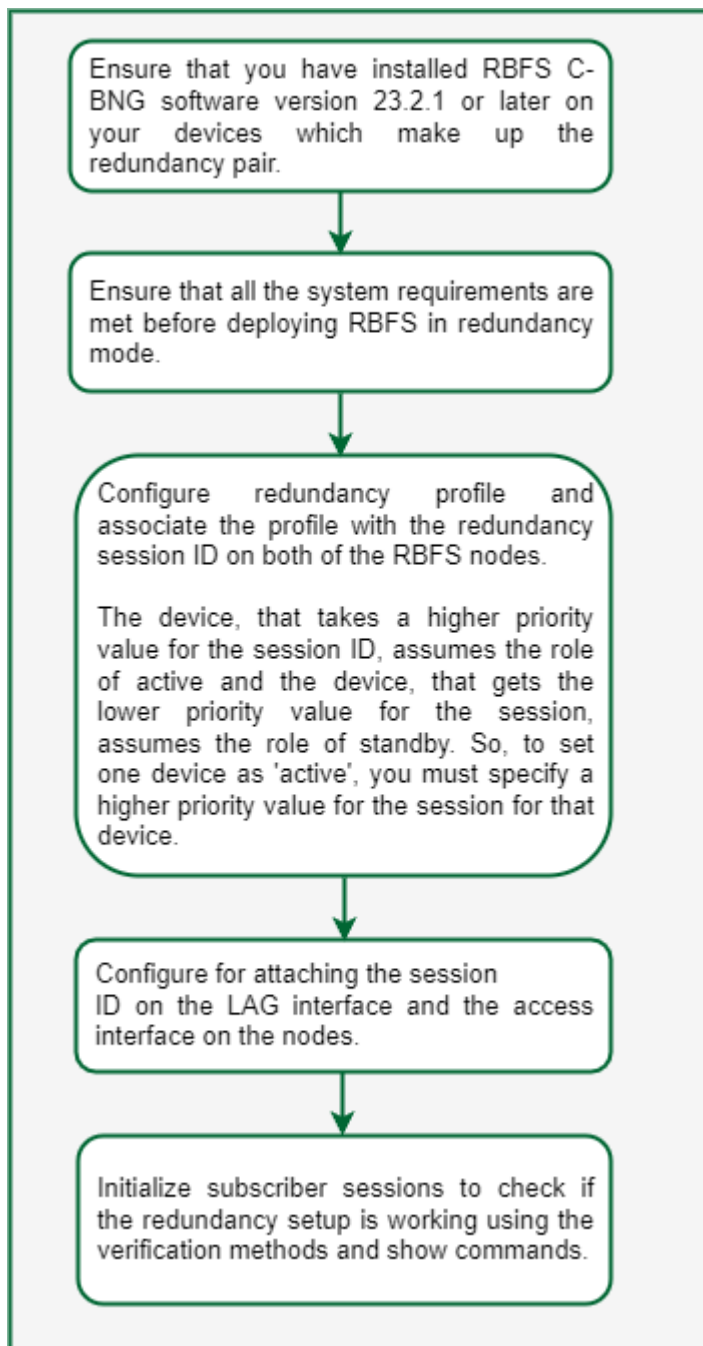 Ensure that you have installed RBFS C-
BNG software version 23.2.1 or later on
your devices which make up the
redundancy pair.
Ensure that all the system requirements are
met before deploying RBFS in redundancy
mode.
Configure redundancy profile and
associate the profile with the redundancy
session ID on both of the RBFS nodes.
The device, that takes a higher priority
value for the session ID, assumes the role
of active and the device, that gets the
lower priority value for the session,
assumes the role of standby. So, to set
one device as 'active', you must specify a
higher priority value for the session for that
device.
Configure for attaching the session
ID on the LAG interface and the access
interface on the nodes.
Initialize subscriber sessions to check if
the redundancy setup is working using the
verification methods and show commands.